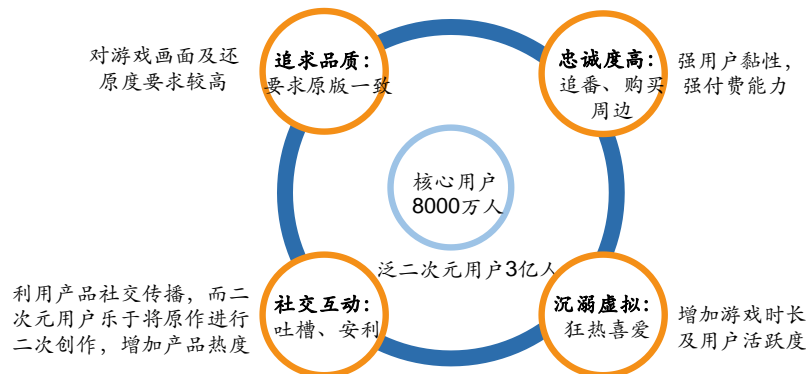 对游戏画面及还
原度要求较高
追求品质：
要求原版一致
忠诚度高：
追番、购买
周边
强用户黏性，
强付费能力
核心用户
8000万人
泛二次元用户3亿人
利用产品社交传播，而二
次元用户乐于将原作进行
二次创作，增加产品热度
社交互动：
吐槽、安利
沉溺虚拟：
狂热喜爱
增加游戏时长
及用户活跃度